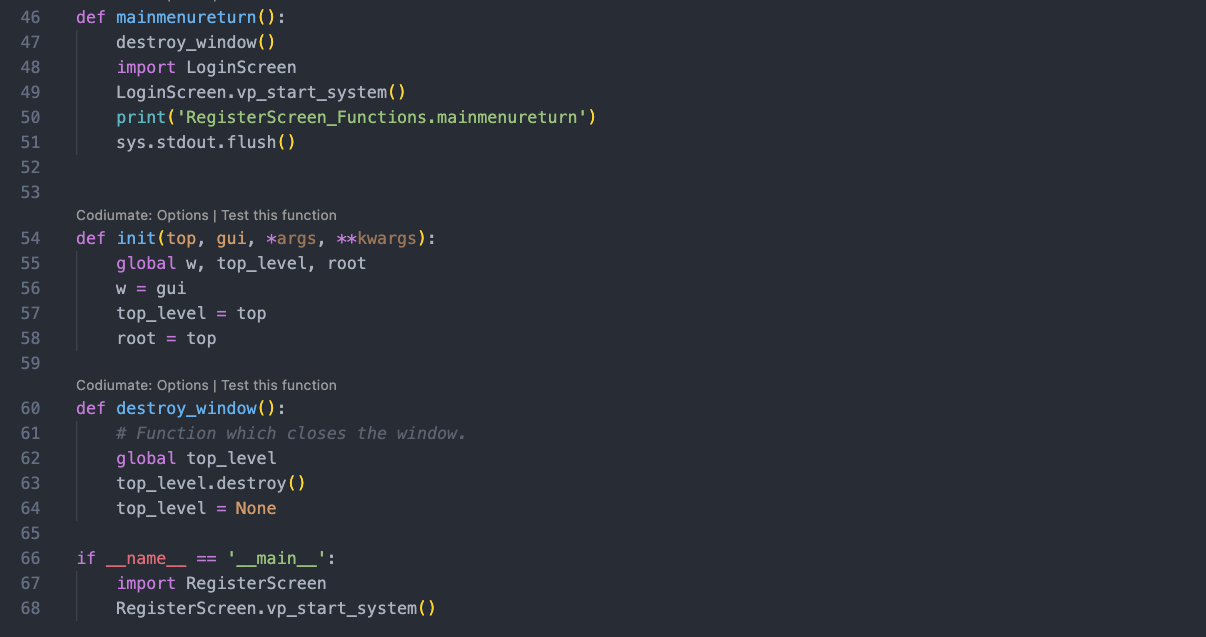 46 def mainmenureturn():
47     destroy_window()
48     import LoginScreen
49     LoginScreen.vp_start_system()
50     print('RegisterScreen_Functions.mainmenureturn')
51     sys.stdout.flush()
52
53
Codiumate: Options | Test this function
54 def init(top, gui, *args, **kwargs):
55     global w, top_level, root
56     w = gui
57     top_level = top
58     root = top
59
Codiumate: Options | Test this function
60 def destroy_window():
61     # Function which closes the window.
62     global top_level
63     top_level.destroy()
64     top_level = None
65
66 if __name__ == '__main__':
67     import RegisterScreen
68     RegisterScreen.vp_start_system()